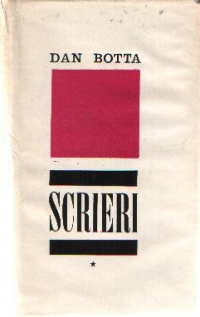 DAN BOTTA
SCRIERI
*